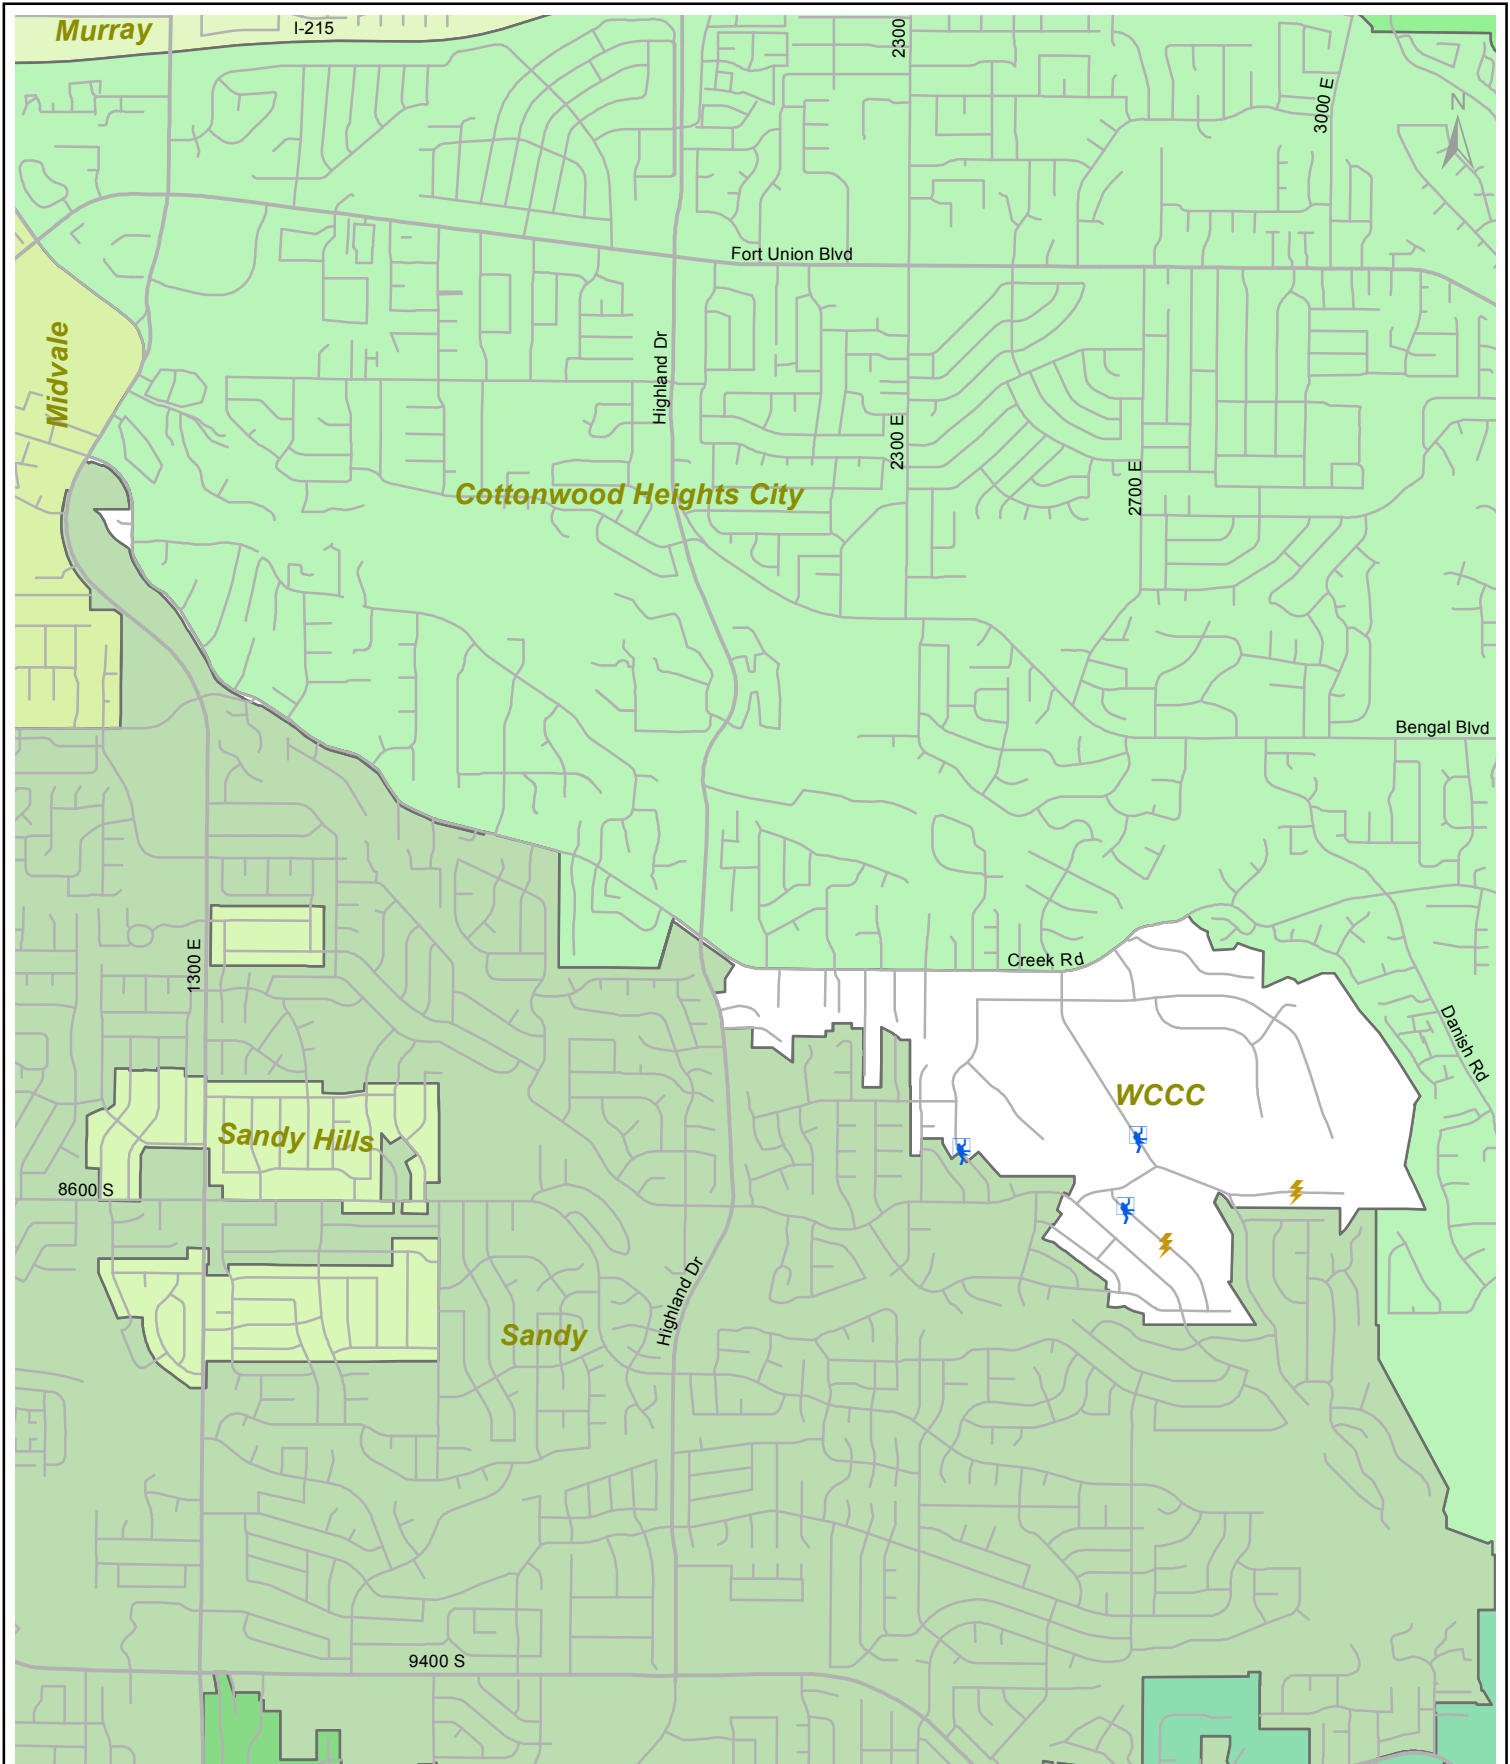 Murray
I-215
2300
3000 E
N
Fort Union Blvd
Midvale
Highland Dr
2300 E
2700 E
Cottonwood Heights City
Bengal Blvd
1300 E
Creek Rd
Danish Rd
WCCC
Sandy Hills
8600 S
Highland Dr
Sandy
9400 S